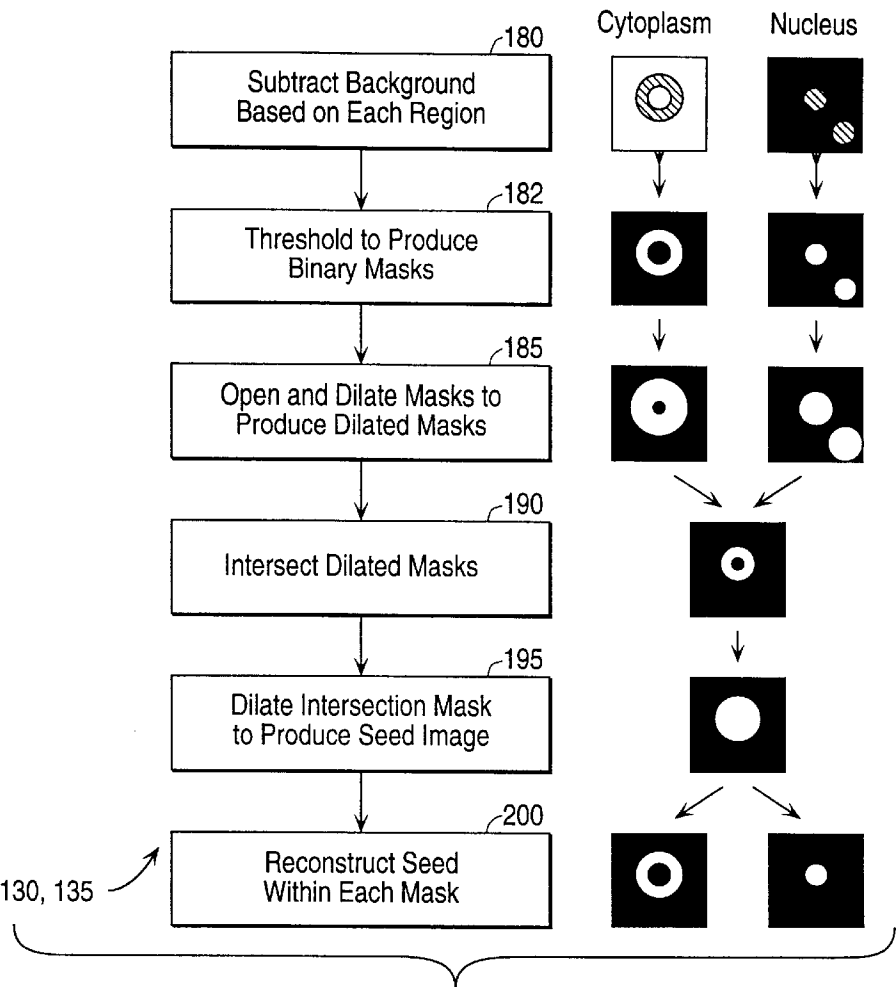 Cytoplasm Nucleus
180
Subtract Background
Based on Each Region
182
Threshold to Produce
Binary Masks
185
Open and Dilate Masks to
Produce Dilated Masks
190
Intersect Dilated Masks
195
Dilate Intersection Mask
to Produce Seed Image
200
Reconstruct Seed
Within Each Mask
130, 135